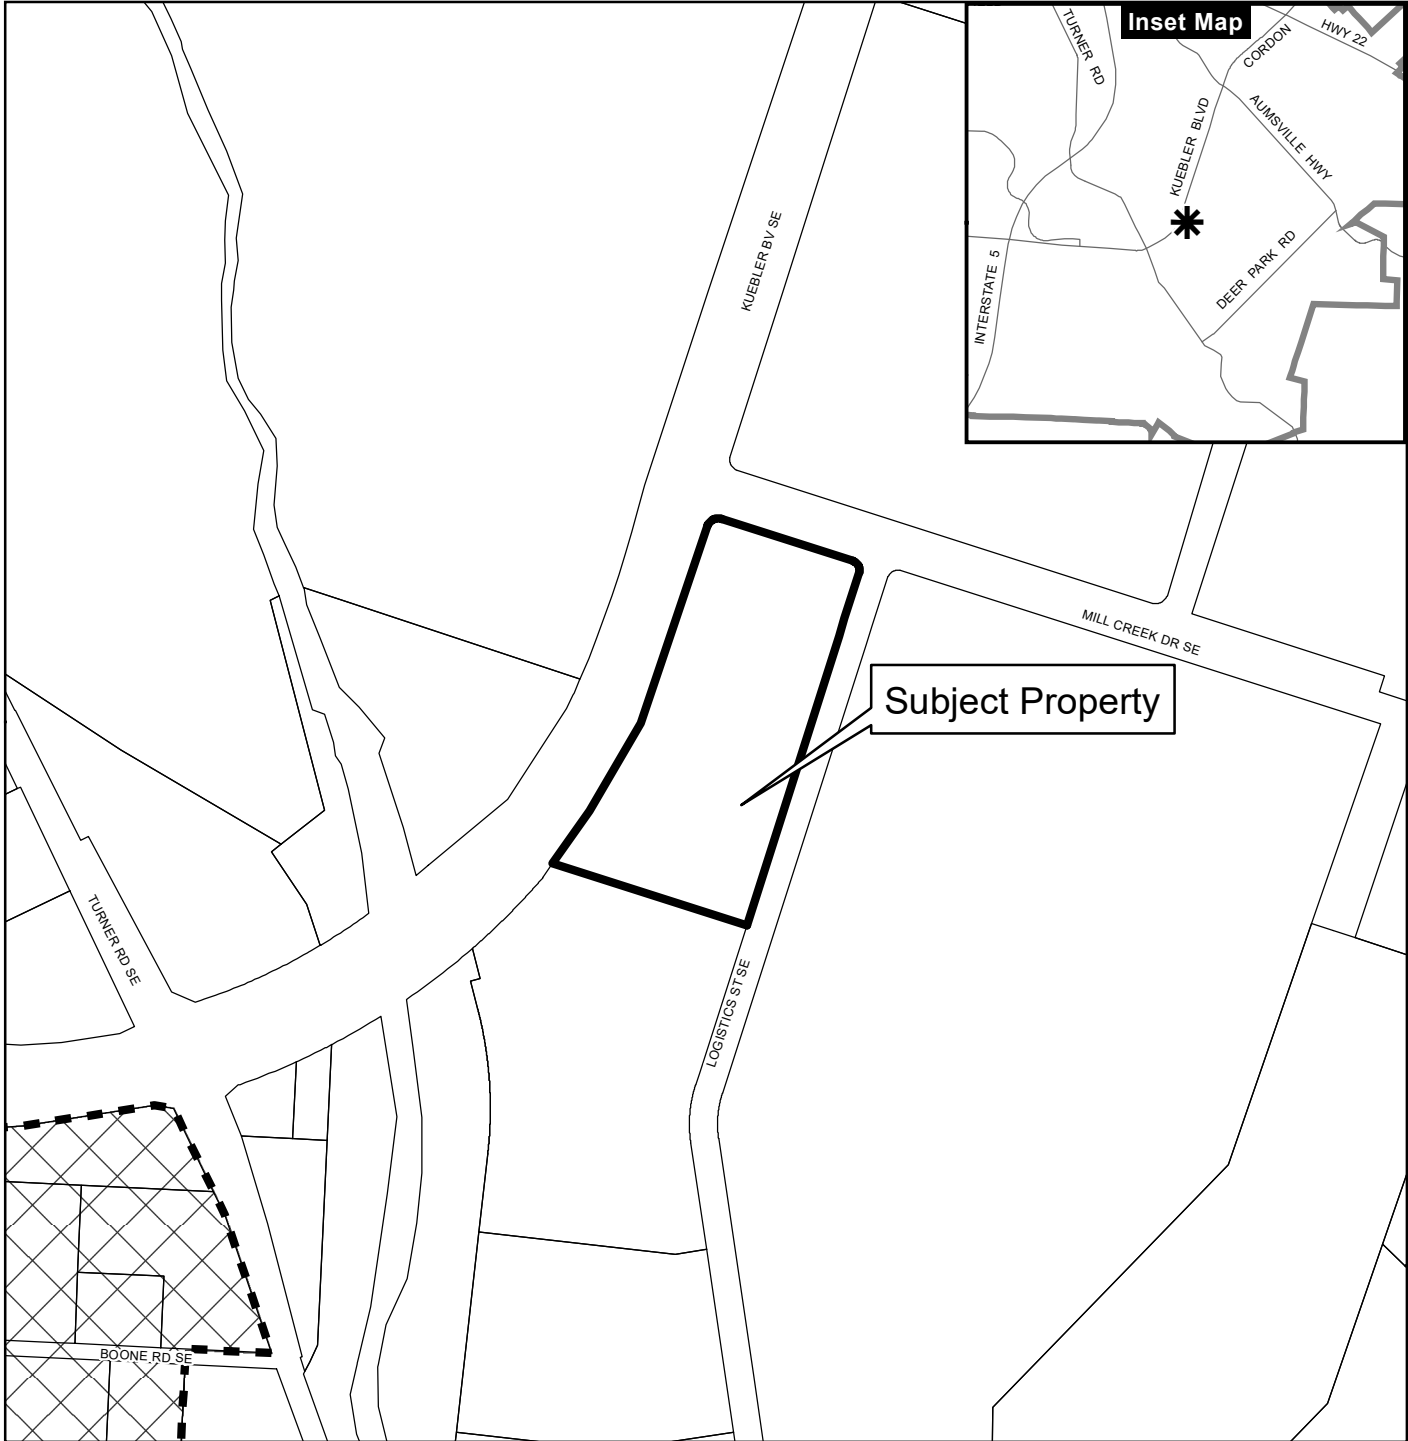 Inset Map
TURNER RD
CORDON
HWY 22
KUEBLER BLVD
AUMSVILLE HWY
INTERSTATE 5
DEER PARK RD
KUEBLER BV SE
MILL CREEK DR SE
Subject Property
TURNER RD SE
LOGISTICS ST SE
BOONE RD SE